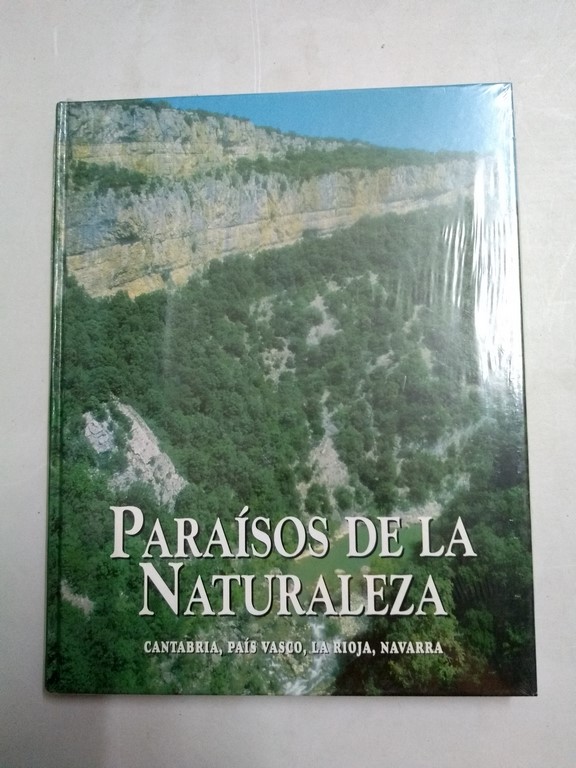 PARAÍSOS DE LA
NATURALEZA
CANTABRIA, PAÍS VASCO, LA RIOJA, NAVARRA